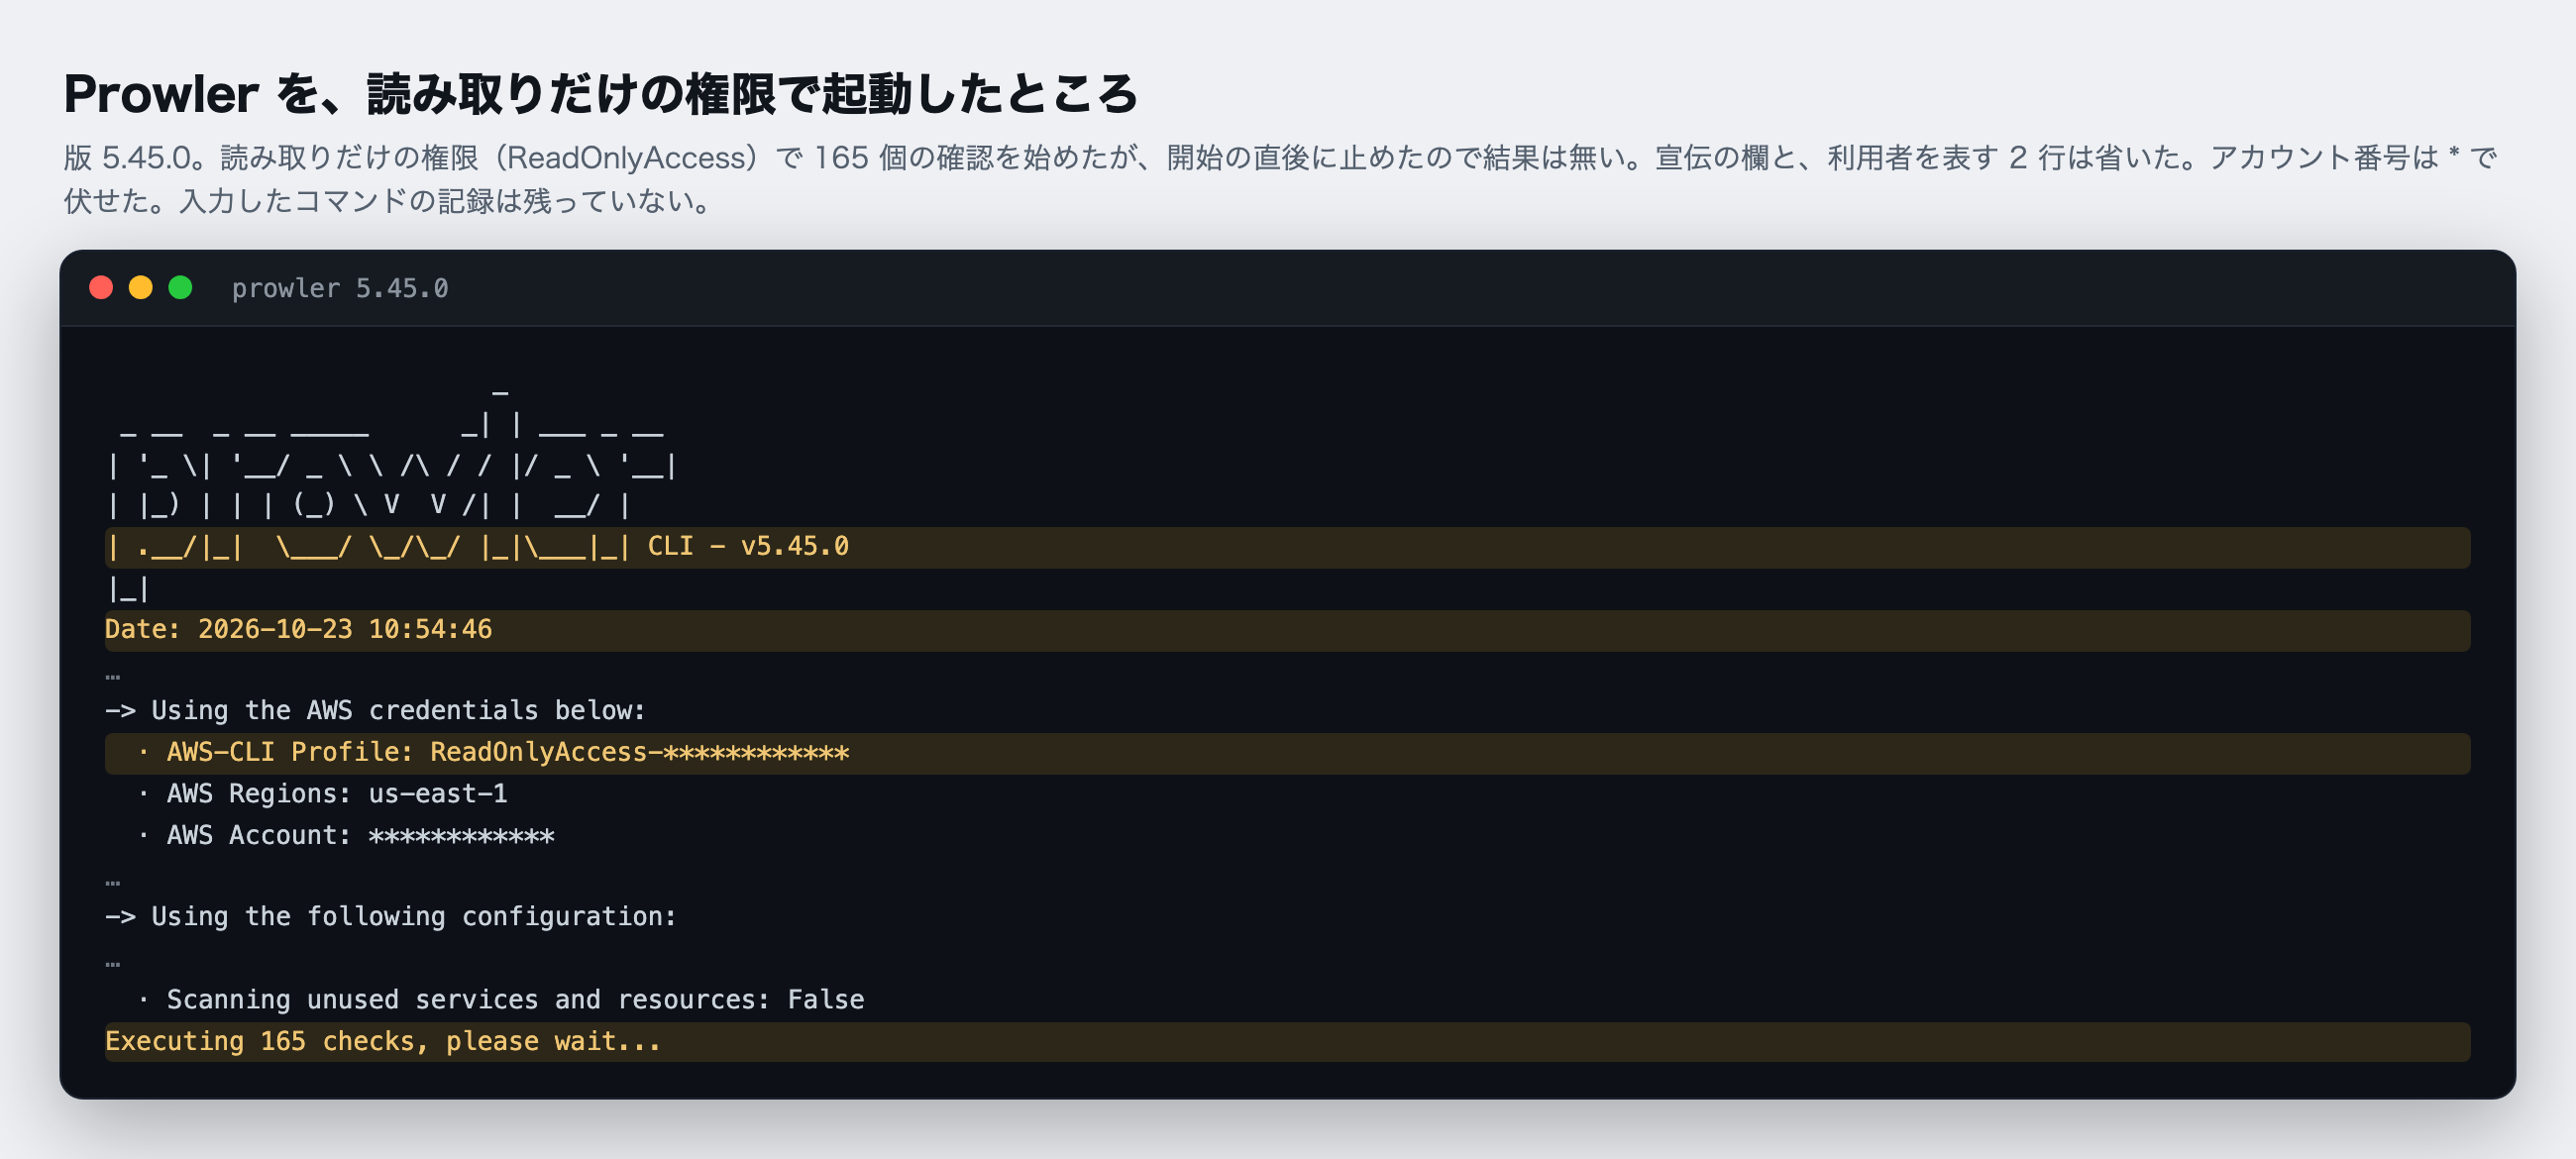 Prowler を、読み取りだけの権限で起動したところ
版 5.45.0。読み取りだけの権限（ReadOnlyAccess）で 165 個の確認を始めたが、開始の直後に止めたので結果は無い。宣伝の欄と、利用者を表す 2 行は省いた。アカウント番号は * で
伏せた。入力したコマンドの記録は残っていない。
prowler 5.45.0
                         _
 _ __  _ __ _____      _| | ___ _ __
| '_ \| '__/ _ \ \ /\ / / |/ _ \ '__|
| |_) | | | (_) \ V  V /| |  __/ |
| .__/|_|  \___/ \_/\_/ |_|\___|_| CLI - v5.45.0
|_|
Date: 2026-10-23 10:54:46
…
-> Using the AWS credentials below:
  · AWS-CLI Profile: ReadOnlyAccess-************
  · AWS Regions: us-east-1
  · AWS Account: ************
…
-> Using the following configuration:
…
  · Scanning unused services and resources: False
Executing 165 checks, please wait...